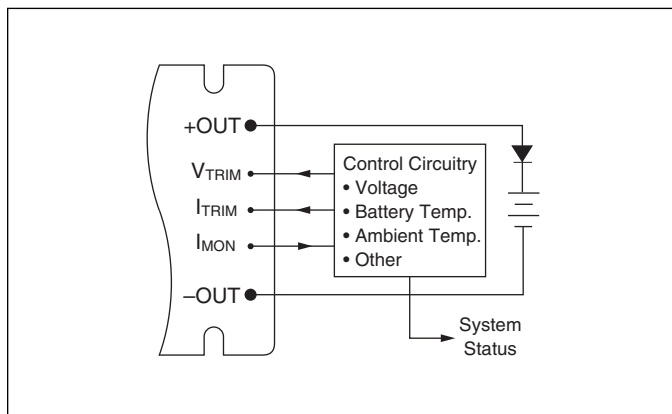 +OUT
VTRIM
ITRIM
IMON
–OUT
Control Circuitry
• Voltage
• Battery Temp.
• Ambient Temp.
• Other
System
Status